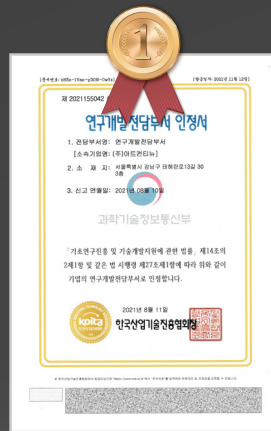 1
제 2021155042
연구개발전담부서 인정서
1. 전담부서명: 연구개발전담부서
[소속기업명: (주)아트컨티뉴]
2. 소 재 지: 서울특별시 강남구 테헤란로13길 30
3층
3. 신고 연월일: 2021년 08월 10일
과학기술정보통신부
「기초연구진흥 및 기술개발지원에 관한 법률」 제14조의
2제1항 및 같은 법 시행령 제27조제1항에 따라 위와 같이
기업의 연구개발전담부서로 인정합니다.
2021년 8월 11일
koita
한국산업기술진흥협회장